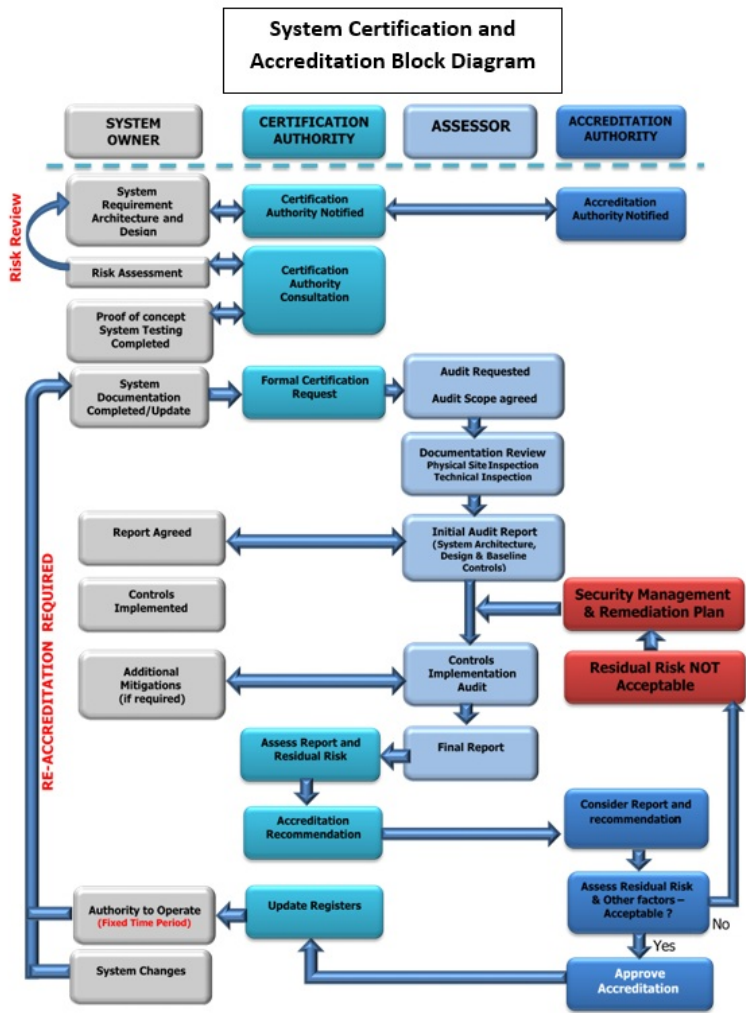 System Certification and
Accreditation Block Diagram
SYSTEM
OWNER
CERTIFICATION
AUTHORITY
ASSESSOR
ACCREDITATION
AUTHORITY
System
Requirement
Architecture and
Design
Certification
Authority Notified
Accreditation
Authority Notified
Risk Review
Risk Assessment
Certification
Authority
Consultation
Proof of concept
System Testing
Completed
System
Documentation
Completed/Update
Formal Certification
Request
Audit Requested
Audit Scope agreed
Documentation Review
Physical Site Inspection
Technical Inspection
Report Agreed
Initial Audit Report
(System Architecture,
Design & Baseline
Controls)
Controls
Implemented
Security Management
& Remediation Plan
RE-ACCREDITATION REQUIRED
Additional
Mitigations
(if required)
Controls
Implementation
Audit
Residual Risk NOT
Acceptable
Assess Report and
Residual Risk
Final Report
Accreditation
Recommendation
Consider Report and
recommendation
Authority to Operate
(Fixed Time Period)
Update Registers
Assess Residual Risk
& Other factors –
Acceptable ?
No
Yes
System Changes
Approve
Accreditation